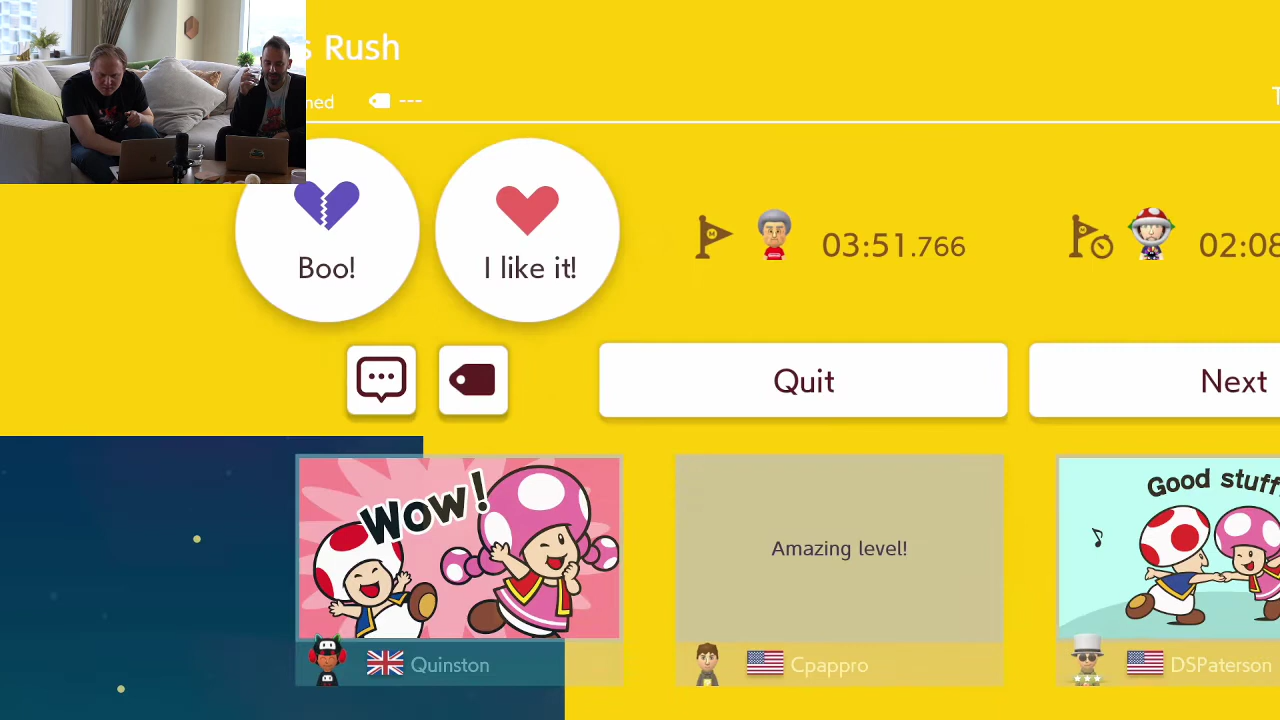 s Rush
ned
---
T
Boo!
I like it!
03:51.766
02:08
Quit
Next
Wow!
Amazing level!
Good stuff
Quinston
Cpappro
DSPaterson